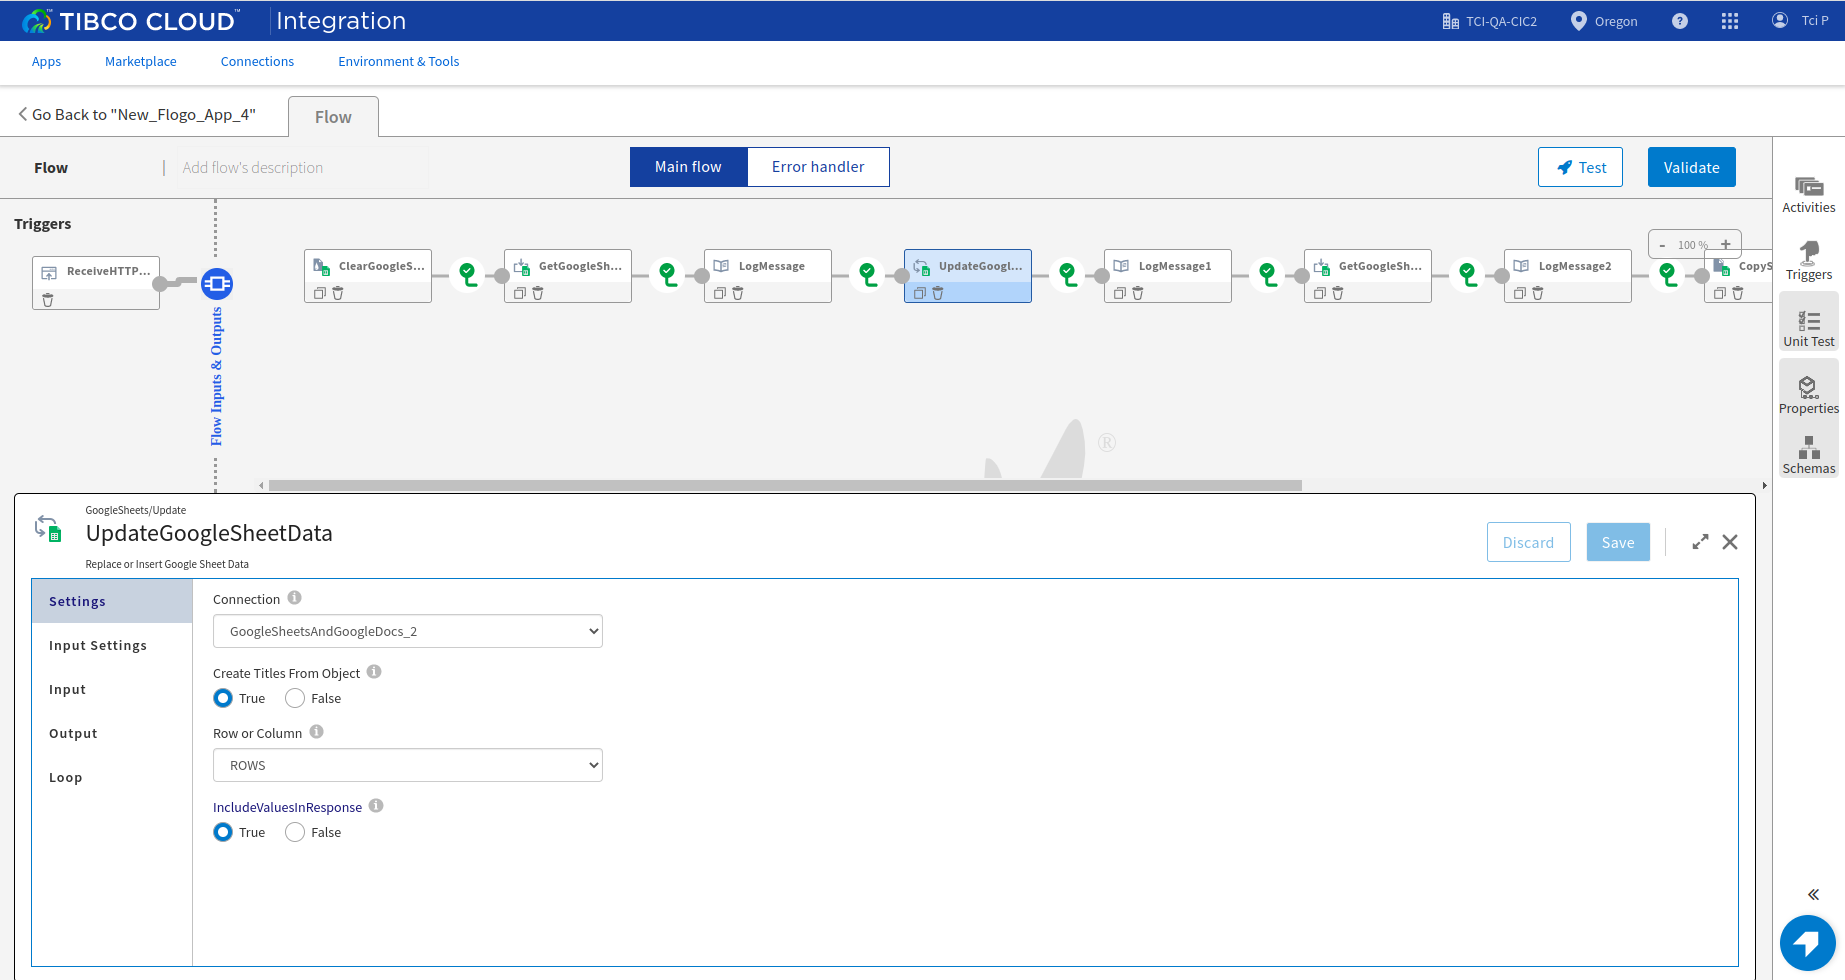 TIBCO CLOUD™ Integration
TCI-QA-CIC2
Oregon
?
Tci P
Apps
Marketplace
Connections
Environment & Tools
Go Back to "New_Flogo_App_4"
Flow
Flow
Add flow's description
Main flow
Error handler
Test
Validate
Triggers
ReceiveHTTP...
Flow Inputs & Outputs
ClearGoogleS...
GetGoogleSh...
LogMessage
UpdateGoogl...
LogMessage1
GetGoogleSh...
LogMessage2
CopyS
- 100 % +
®
Activities
Triggers
Unit Test
Properties
Schemas
GoogleSheets/Update
UpdateGoogleSheetData
Replace or Insert Google Sheet Data
Discard
Save
Settings
Input Settings
Input
Output
Loop
Connection
GoogleSheetsAndGoogleDocs_2
Create Titles From Object
True
False
Row or Column
ROWS
IncludeValuesInResponse
True
False